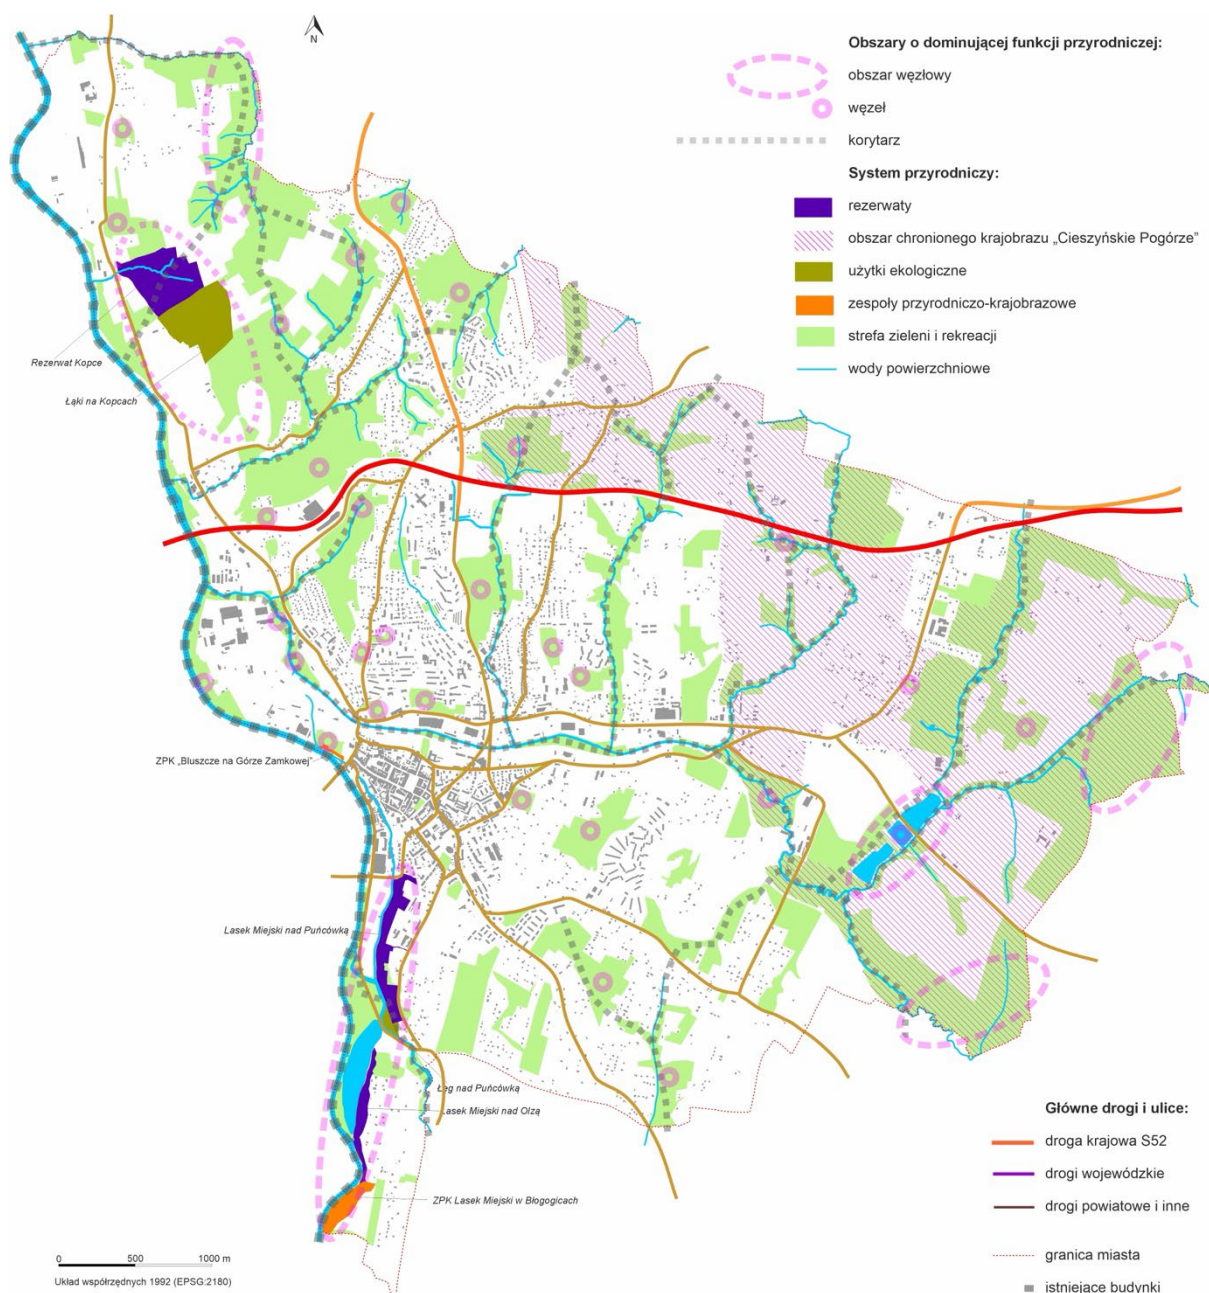 N
Obszary o dominującej funkcji przyrodniczej:
obszar węzłowy
węzeł
korytarz
System przyrodniczy:
rezerwaty
obszar chronionego krajobrazu „Cieszyńskie Pogórze”
użytki ekologiczne
zespoły przyrodniczo-krajobrazowe
strefa zieleni i rekreacji
wody powierzchniowe
Rezerwat Kopce
Łąki na Kopcach
ZPK „Bluszcze na Górze Zamkowej”
Lasek Miejski nad Puńcówką
Łęg nad Puńcówką
Lasek Miejski nad Olzą
ZPK Lasek Miejski w Błogogicach
Główne drogi i ulice:
droga krajowa S52
drogi wojewódzkie
drogi powiatowe i inne
granica miasta
istniejące budynki
0 500 1000 m
Układ współrzędnych 1992 (EPSG:2180)